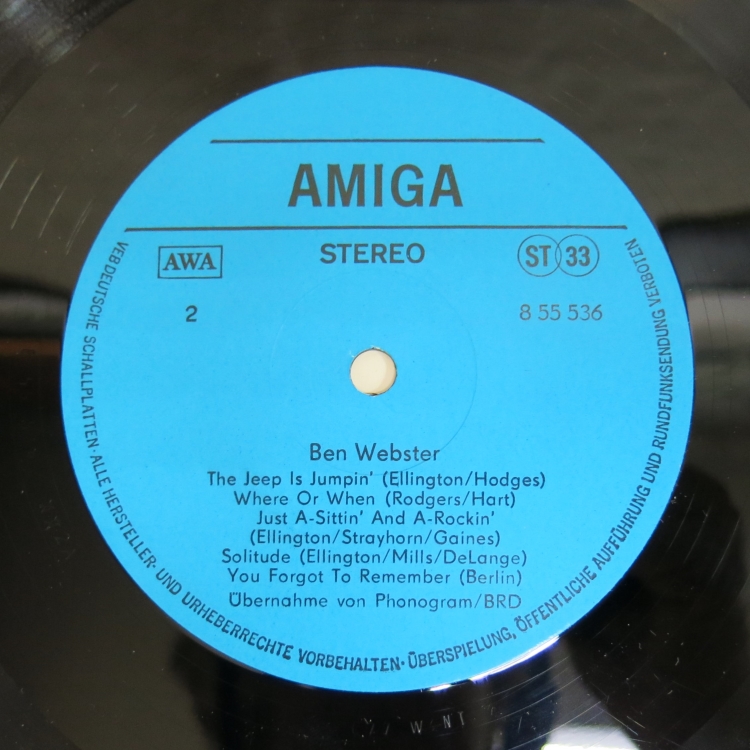 AMIGA
AWA
STEREO
ST 33
2
8 55 536
Ben Webster
The Jeep Is Jumpin' (Ellington/Hodges)
Where Or When (Rodgers/Hart)
Just A-Sittin' And A-Rockin'
(Ellington/Strayhorn/Gaines)
Solitude (Ellington/Mills/DeLange)
You Forgot To Remember (Berlin)
Übernahme von Phonogram/BRD
VEB DEUTSCHE SCHALLPLATTEN · ALLE HERSTELLER- UND URHEBERRECHTE VORBEHALTEN · ÜBERSPIELUNG, ÖFFENTLICHE AUFFÜHRUNG UND RUNDFUNKSENDUNG VERBOTEN